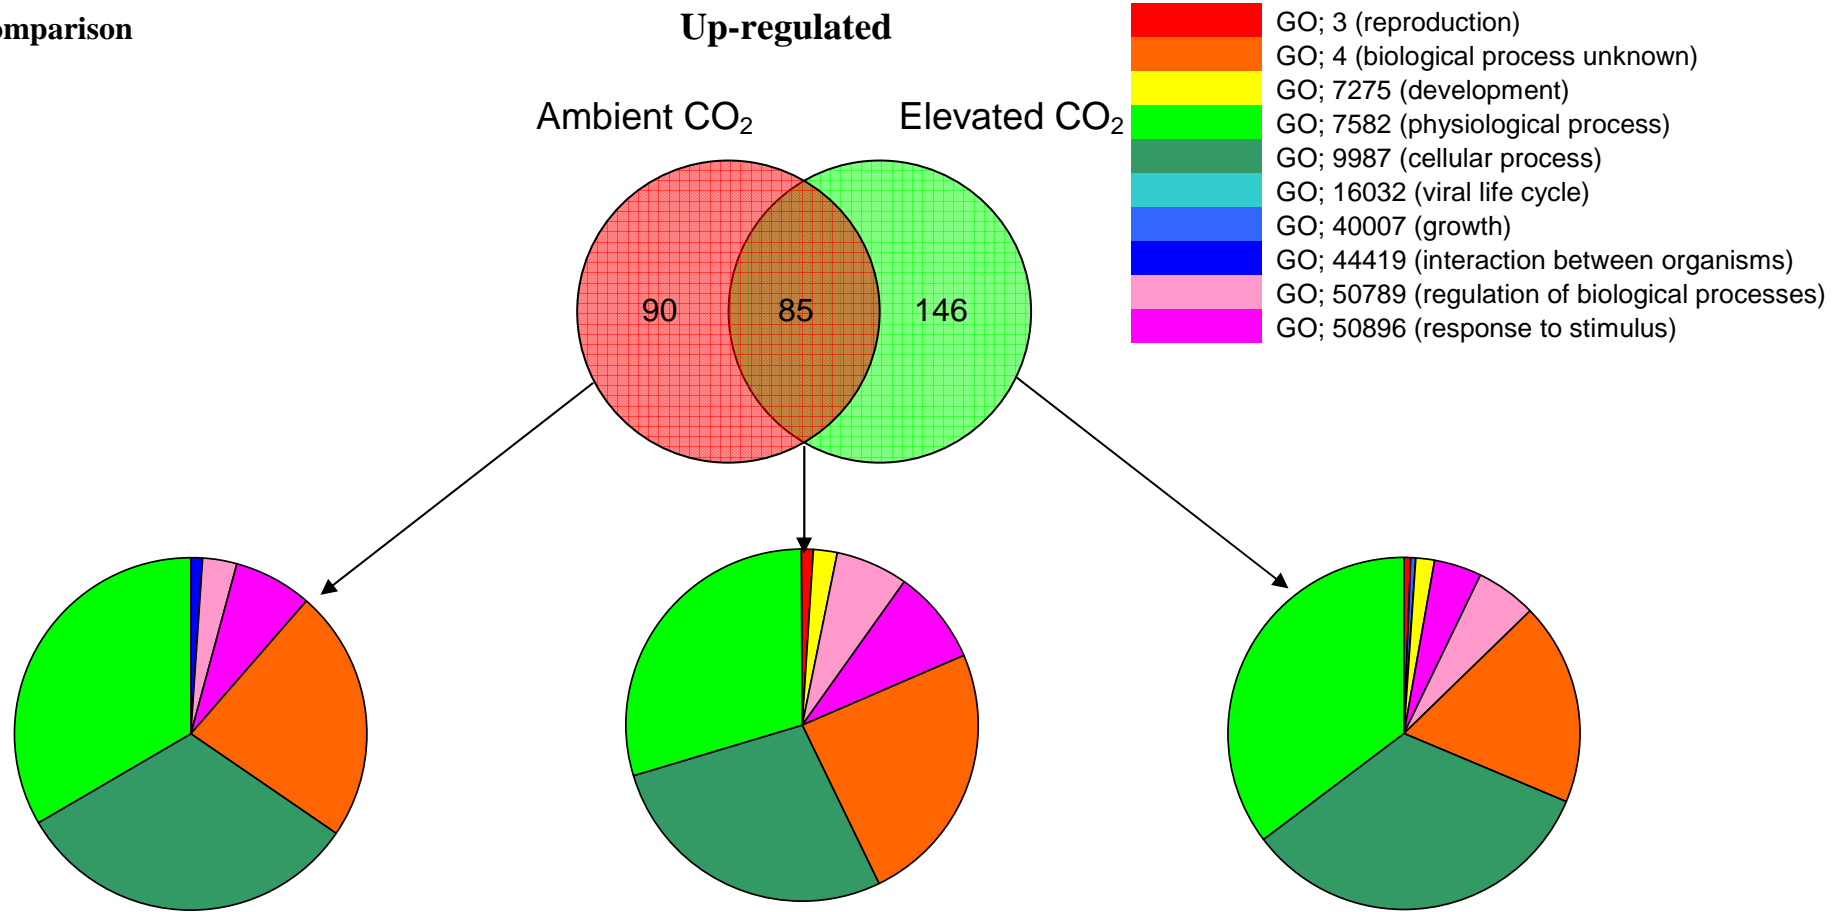 omparison
Up-regulated
Ambient CO₂
Elevated CO₂
90
85
146
GO; 3 (reproduction)
GO; 4 (biological process unknown)
GO; 7275 (development)
GO; 7582 (physiological process)
GO; 9987 (cellular process)
GO; 16032 (viral life cycle)
GO; 40007 (growth)
GO; 44419 (interaction between organisms)
GO; 50789 (regulation of biological processes)
GO; 50896 (response to stimulus)